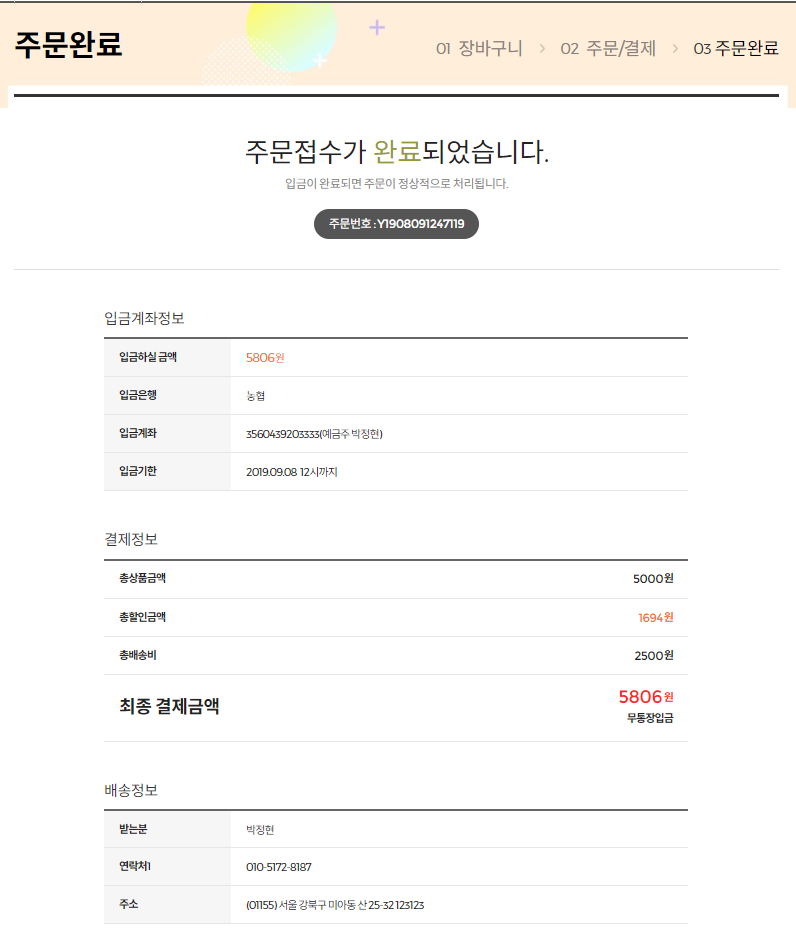 주문완료
01 장바구니 > 02 주문/결제 > 03 주문완료
주문접수가 완료되었습니다.
입금이 완료되면 주문이 정상적으로 처리됩니다.
주문번호 : Y1908091247119
입금계좌정보
입금하실 금액 5806원
입금은행 농협
입금계좌 3560439203333(예금주 박정현)
입금기한 2019.09.08 12시까지
결제정보
총상품금액 5000원
총할인금액 1694원
총배송비 2500원
최종 결제금액 5806원
무통장입금
배송정보
받는분 박정현
연락처1 010-5172-8187
주소 (01155) 서울 강북구 미아동 산 25-32 123123